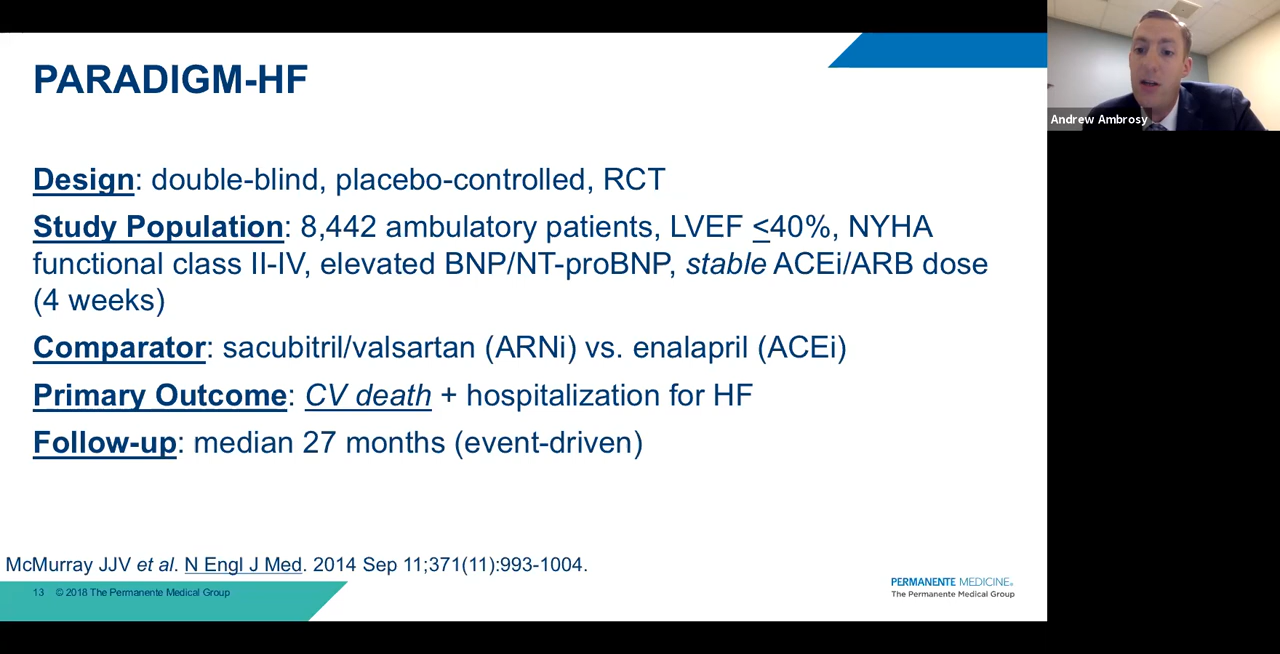 PARADIGM-HF
Andrew Ambrosy
Design: double-blind, placebo-controlled, RCT
Study Population: 8,442 ambulatory patients, LVEF <40%, NYHA
functional class II-IV, elevated BNP/NT-proBNP, stable ACEi/ARB dose
(4 weeks)
Comparator: sacubitril/valsartan (ARNi) vs. enalapril (ACEi)
Primary Outcome: CV death + hospitalization for HF
Follow-up: median 27 months (event-driven)
McMurray JJV et al. N Engl J Med. 2014 Sep 11;371(11):993-1004.
13 © 2018 The Permanente Medical Group
PERMANENTE MEDICINE®
The Permanente Medical Group